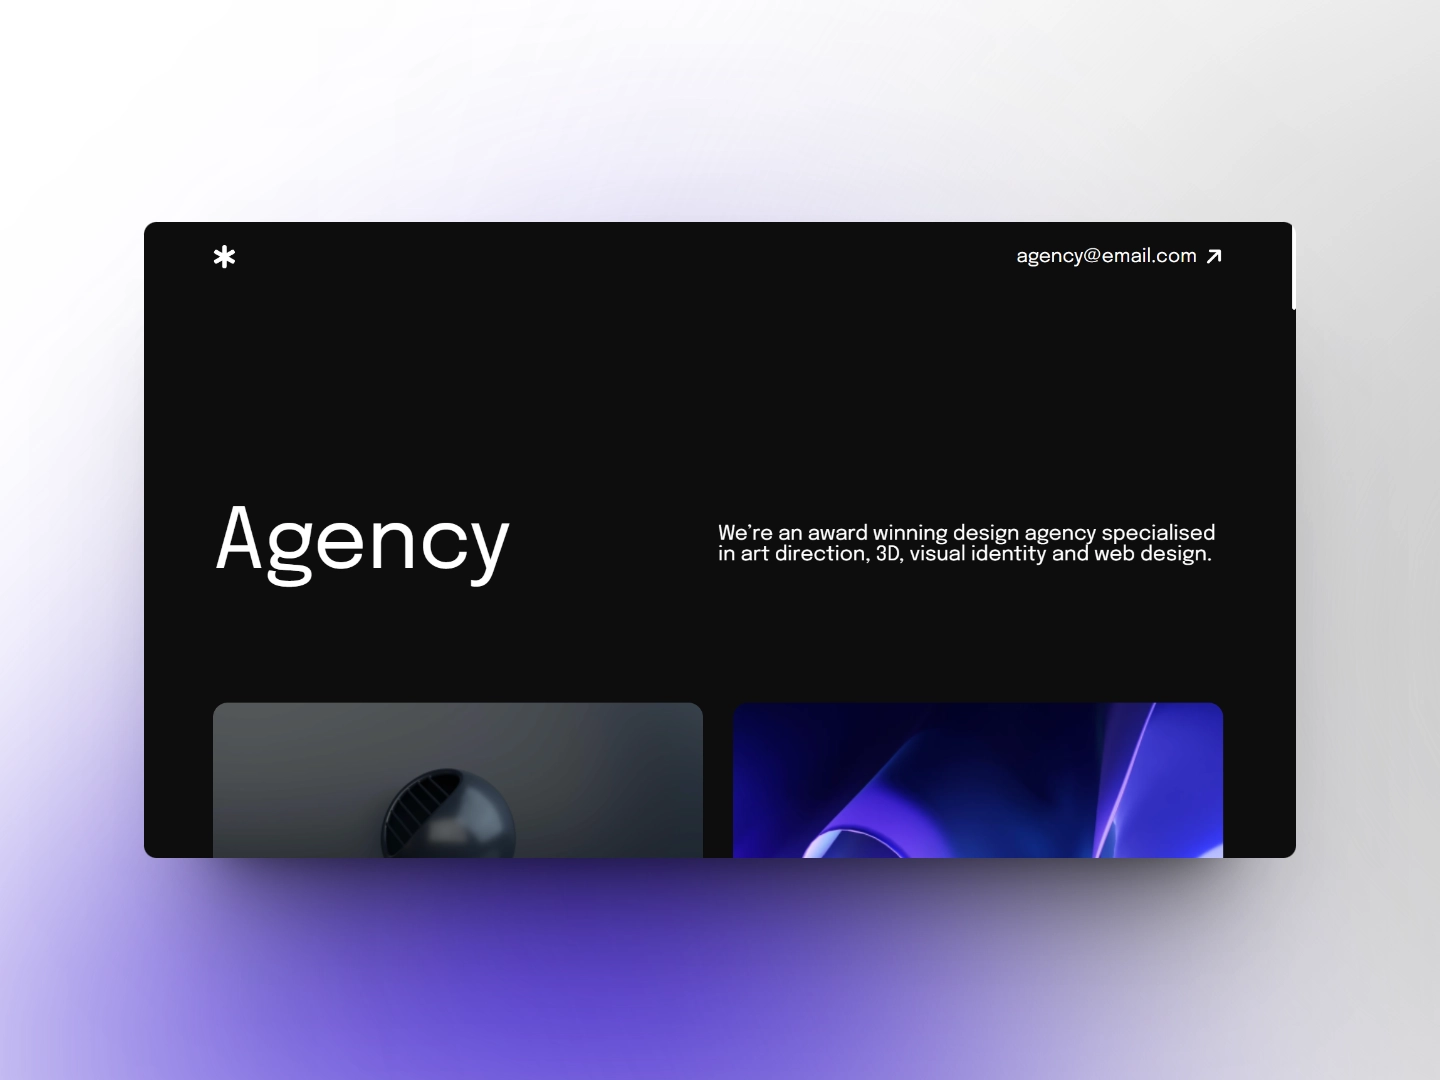 agency@email.com
Agency
We’re an award winning design agency specialised
in art direction, 3D, visual identity and web design.